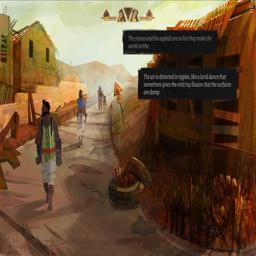 The stones and the asphalt are so hot they make the
world writhe.
The air is distorted in ripples, like a lurid dance that
sometimes gives the enticing illusion that the surfaces
are damp.